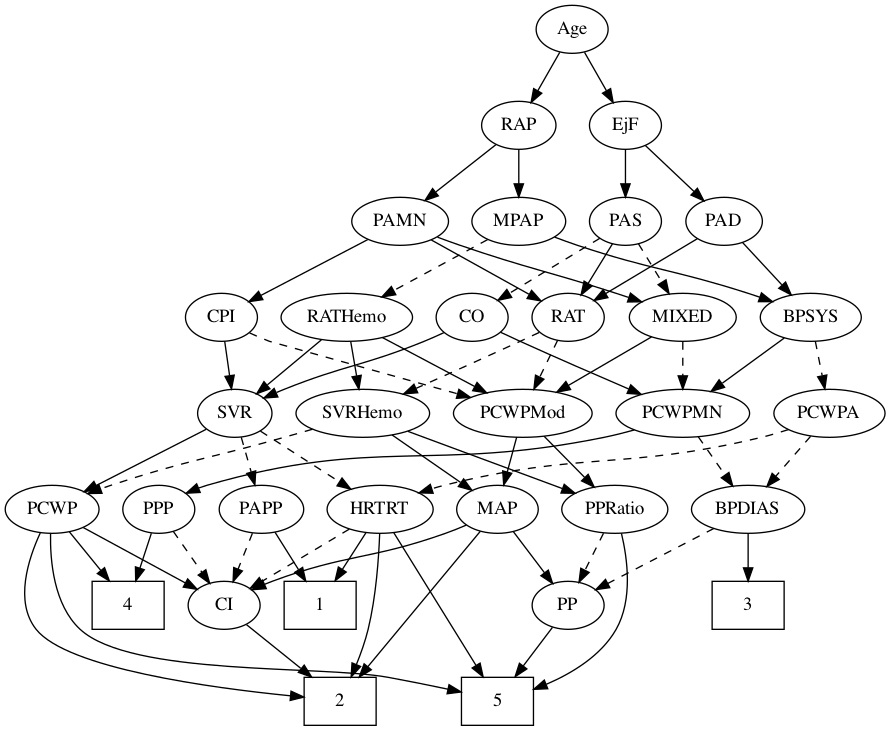 Age
RAP
EjF
PAMN
MPAP
PAS
PAD
CPI
RATHemo
CO
RAT
MIXED
BPSYS
SVR
SVRHemo
PCWPMod
PCWPMN
PCWPA
PCWP
PPP
PAPP
HRTRT
MAP
PPRatio
BPDIAS
4
CI
1
PP
3
2
5